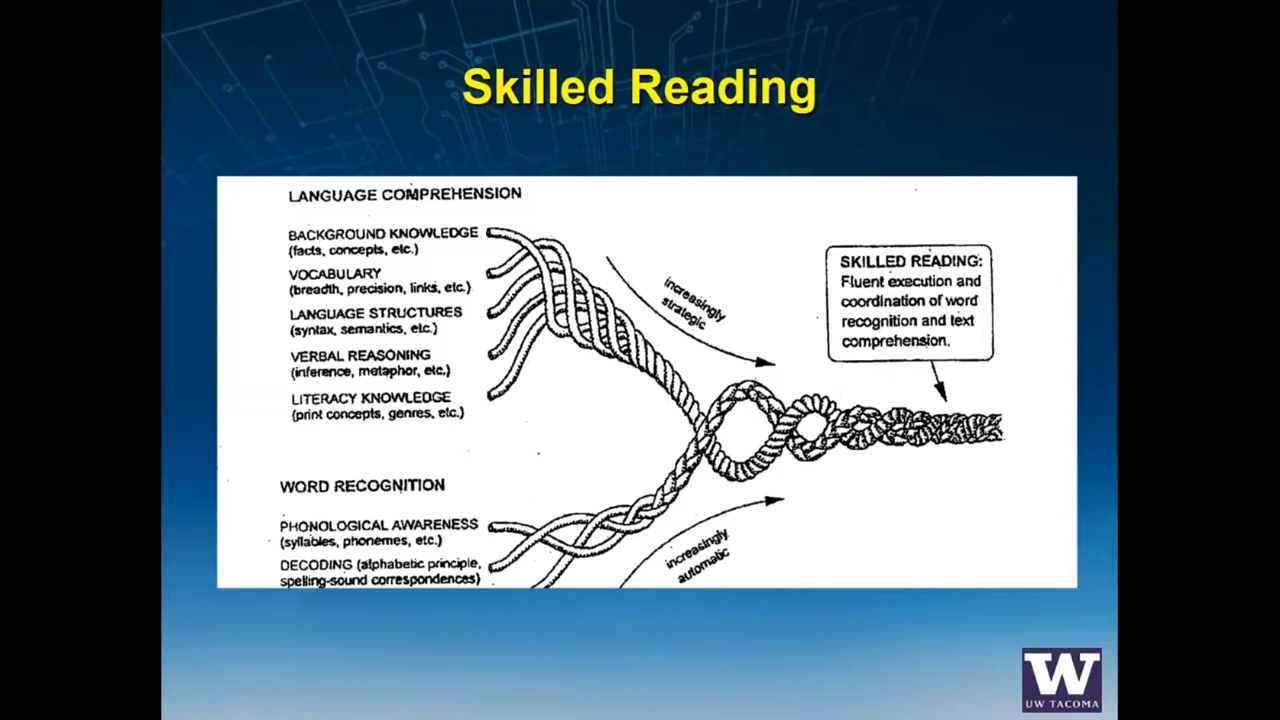 Skilled Reading
LANGUAGE COMPREHENSION
BACKGROUND KNOWLEDGE
(facts, concepts, etc.)
VOCABULARY
(breadth, precision, links, etc.)
LANGUAGE STRUCTURES
(syntax, semantics, etc.)
VERBAL REASONING
(inference, metaphor, etc.)
LITERACY KNOWLEDGE
(print concepts, genres, etc.)
increasingly
strategic
SKILLED READING:
Fluent execution and
coordination of word
recognition and text
comprehension.
WORD RECOGNITION
PHONOLOGICAL AWARENESS
(syllables, phonemes, etc.)
DECODING (alphabetic principle,
spelling-sound correspondences)
increasingly
automatic
W
UW TACOMA